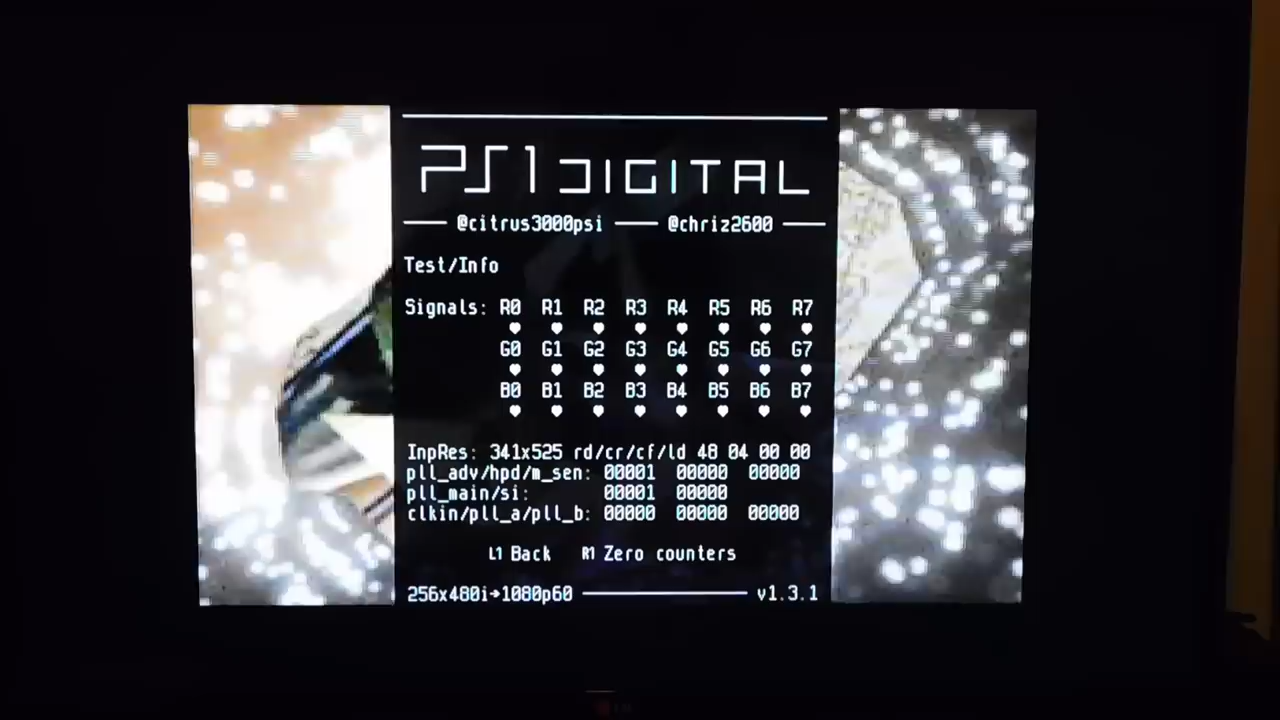 PS1 DIGITAL
@citrus3000psi @chriz2600
Test/Info
Signals: R0 R1 R2 R3 R4 R5 R6 R7
G0 G1 G2 G3 G4 G5 G6 G7
B0 B1 B2 B3 B4 B5 B6 B7
InpRes: 341x525 rd/cr/cf/ld 48 04 00 00
pll_adv/hpd/m_sen: 00001 00000 00000
pll_main/si: 00001 00000
clkin/pll_a/pll_b: 00000 00000 00000
L1 Back R1 Zero counters
256x480i→1080p60 v1.3.1